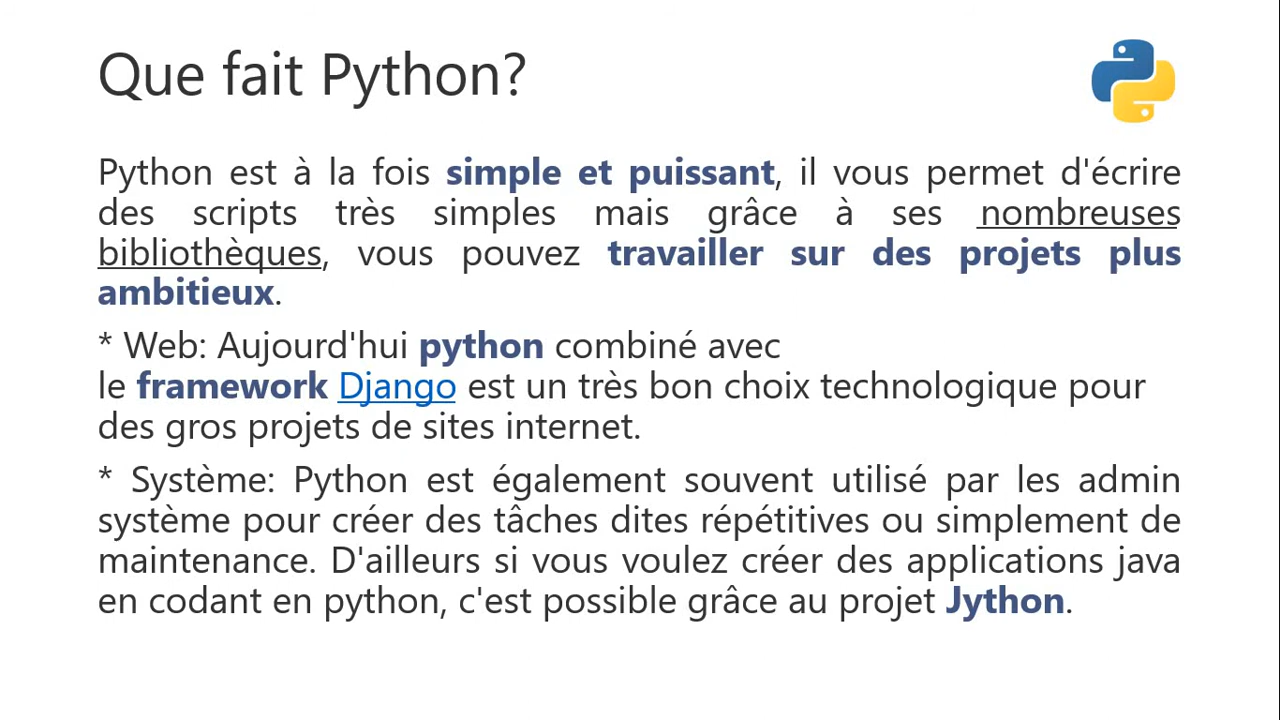 Que fait Python?
Python est à la fois simple et puissant, il vous permet d'écrire
des scripts très simples mais grâce à ses nombreuses
bibliothèques, vous pouvez travailler sur des projets plus
ambitieux.
* Web: Aujourd'hui python combiné avec
le framework Django est un très bon choix technologique pour
des gros projets de sites internet.
* Système: Python est également souvent utilisé par les admin
système pour créer des tâches dites répétitives ou simplement de
maintenance. D'ailleurs si vous voulez créer des applications java
en codant en python, c'est possible grâce au projet Jython.